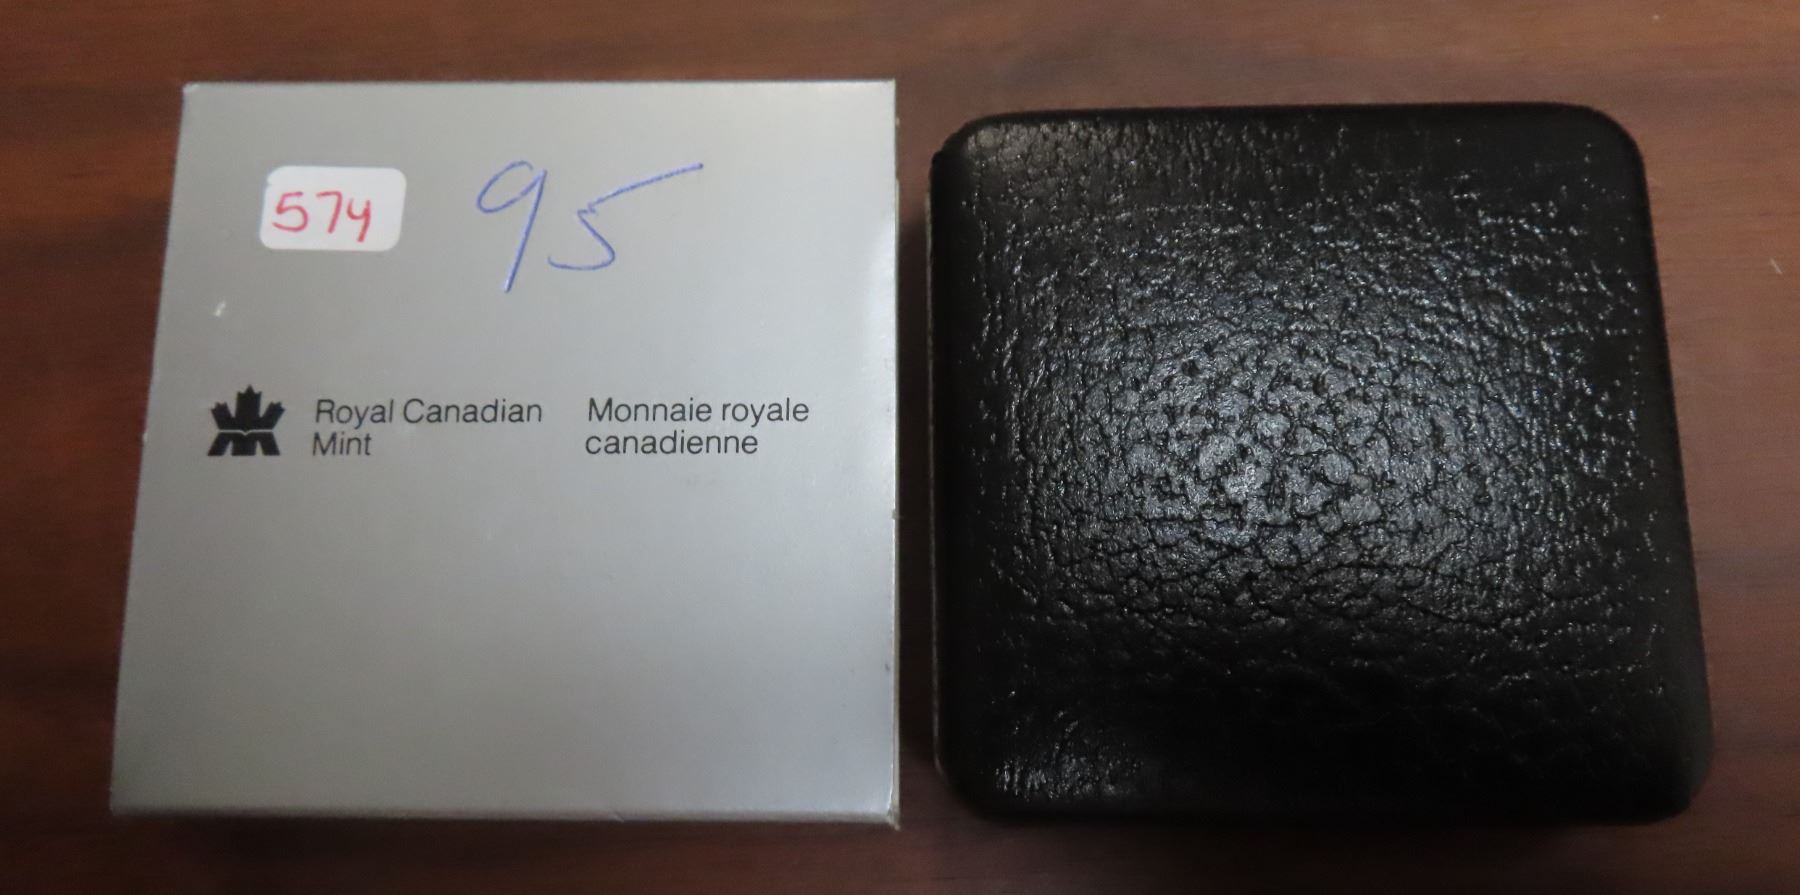 574
95
Royal Canadian
Mint
Monnaie royale
canadienne